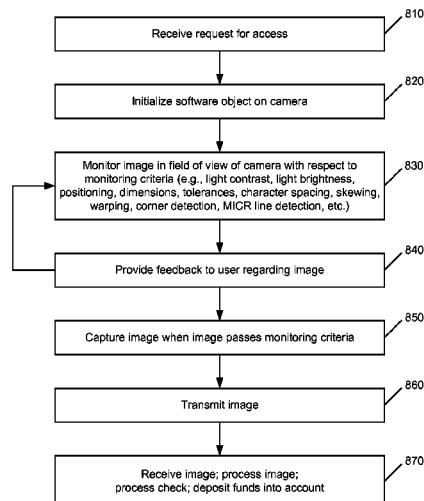 810
Receive request for access
820
Initialize software object on camera
830
Monitor image in field of view of camera with respect to
monitoring criteria (e.g., light contrast, light brightness,
positioning, dimensions, tolerances, character spacing, skewing,
warping, corner detection, MICR line detection, etc.)
840
Provide feedback to user regarding image
850
Capture image when image passes monitoring criteria
860
Transmit image
870
Receive image; process image;
process check; deposit funds into account